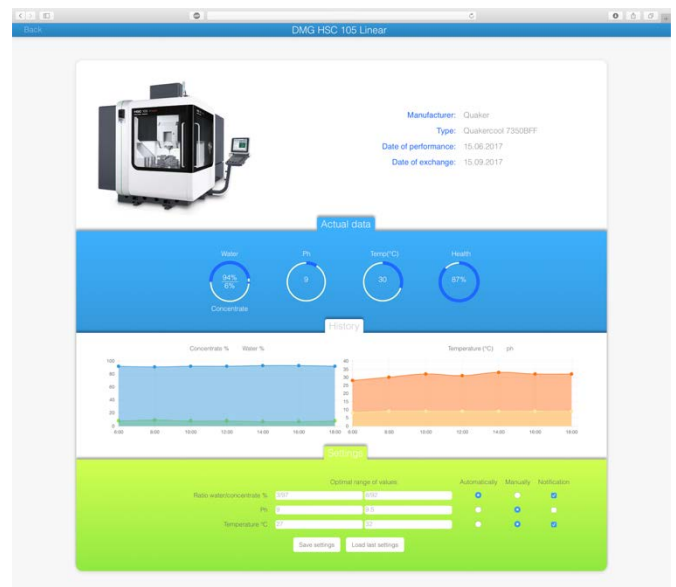 Back
DMG HSC 105 Linear
Manufacturer: Quaker
Type: Quakercool 7350BFF
Date of performance: 15.06.2017
Date of exchange: 15.09.2017
Actual data
Water Ph Temp(°C) Health
94% 9 30 87%
6%
Concentrate
History
Concentrate % Water % Temperature (°C) ph
100 80 60 40 20 0
6:00 8:00 10:00 12:00 14:00 16:00 18:00
40 35 30 25 20 15 10 5 0
6:00 8:00 10:00 12:00 14:00 16:00 18:00
Settings
Optimal range of values Automatically Manually Notification
Ratio water/concentrate %
Ph 9 9.5
Temperature °C 27 32
Save settings Load last settings